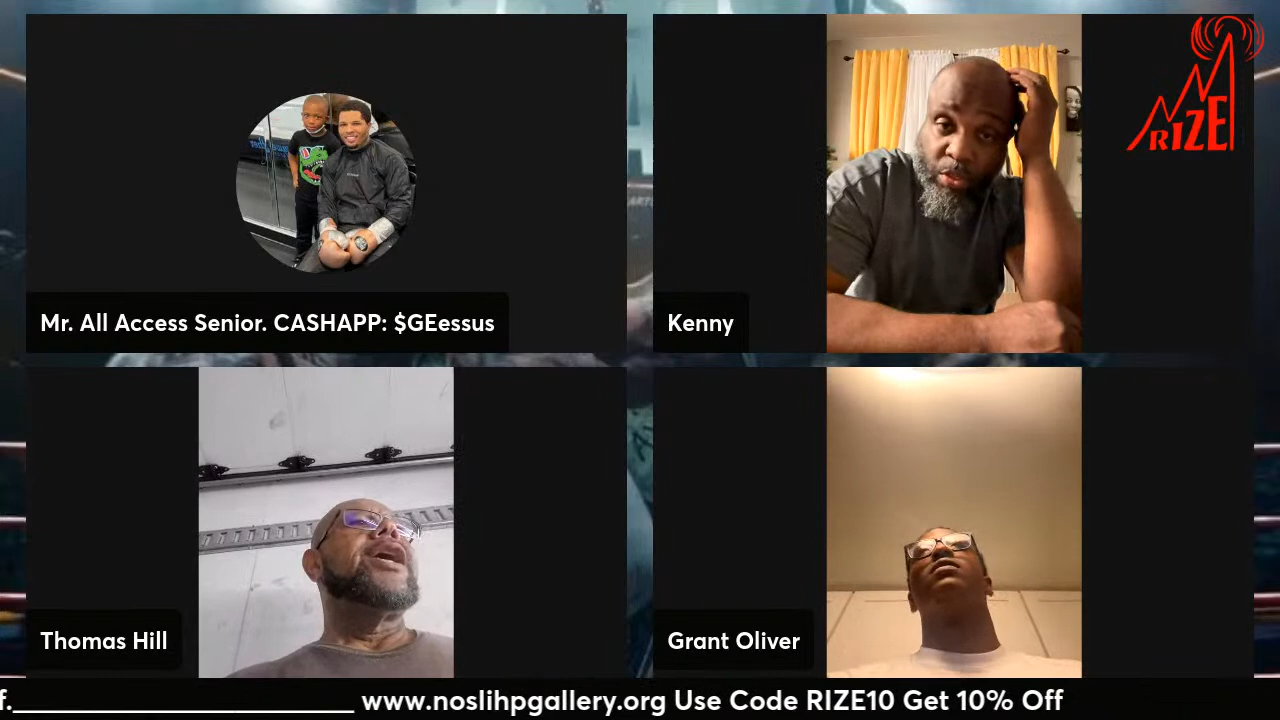 RIZE
Mr. All Access Senior. CASHAPP: $GEessus
Kenny
Thomas Hill
Grant Oliver
f.______________________________ www.noslihpgallery.org Use Code RIZE10 Get 10% Off